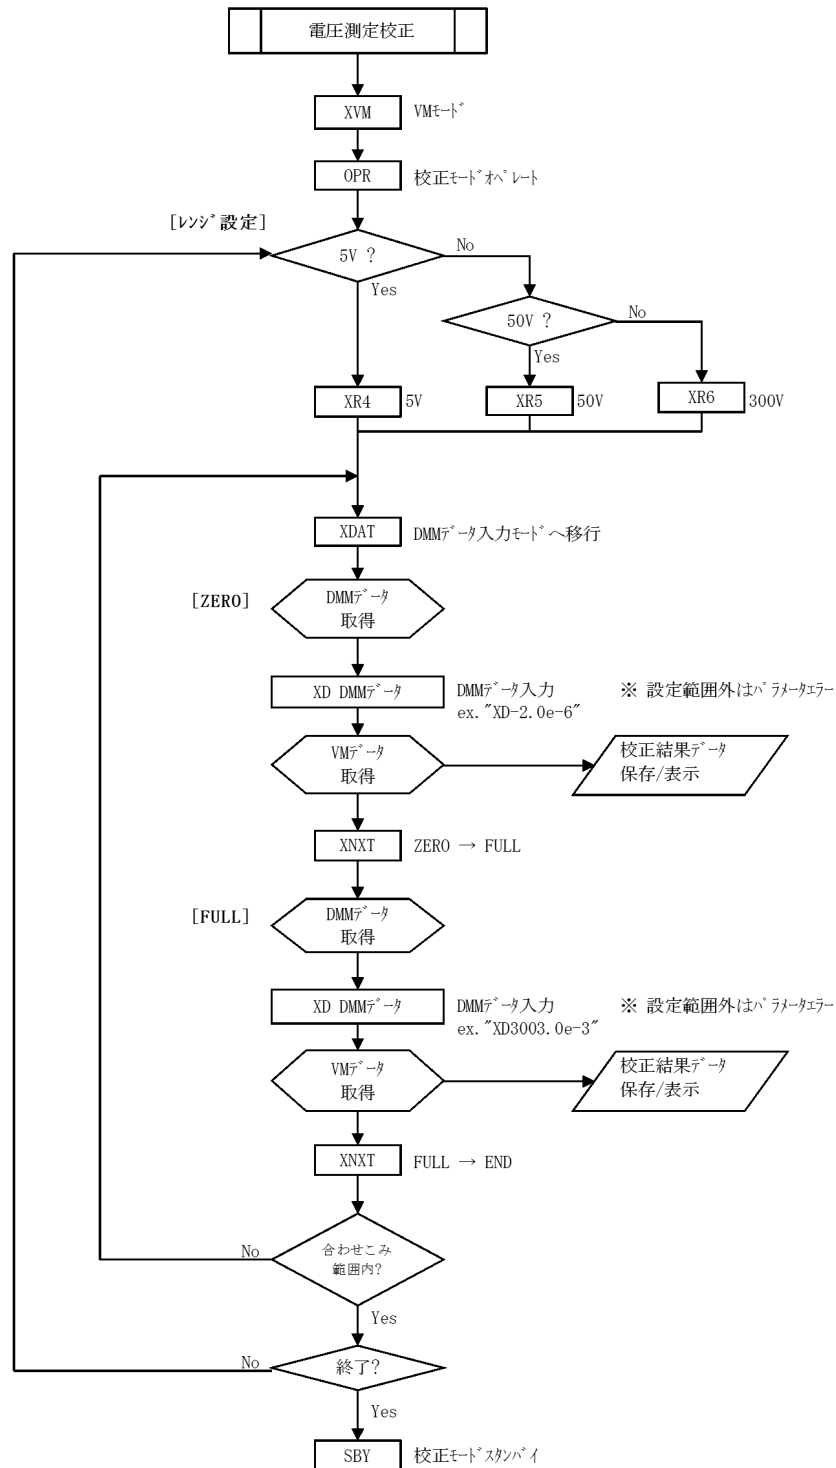 電圧測定校正
XVM VMﾓｰﾄﾞ
OPR 校正ﾓｰﾄﾞｵﾍﾟﾚｰﾄ
[ﾚﾝｼﾞ設定]
5V ?
No
Yes
50V ?
No
Yes
XR4 5V
XR5 50V
XR6 300V
XDAT DMMﾃﾞｰﾀ入力ﾓｰﾄﾞへ移行
[ZERO]
DMMﾃﾞｰﾀ
取得
XD DMMﾃﾞｰﾀ
DMMﾃﾞｰﾀ入力 ※ 設定範囲外はﾊﾟﾗﾒｰﾀｴﾗｰ
ex."XD-2.0e-6"
VMﾃﾞｰﾀ
取得
校正結果ﾃﾞｰﾀ
保存/表示
XNXT ZERO → FULL
[FULL]
DMMﾃﾞｰﾀ
取得
XD DMMﾃﾞｰﾀ
DMMﾃﾞｰﾀ入力 ※ 設定範囲外はﾊﾟﾗﾒｰﾀｴﾗｰ
ex."XD3003.0e-3"
VMﾃﾞｰﾀ
取得
校正結果ﾃﾞｰﾀ
保存/表示
XNXT FULL → END
No
合わせこみ
範囲内?
Yes
No
終了?
Yes
SBY 校正ﾓｰﾄﾞｽﾀﾝﾊﾞｲ